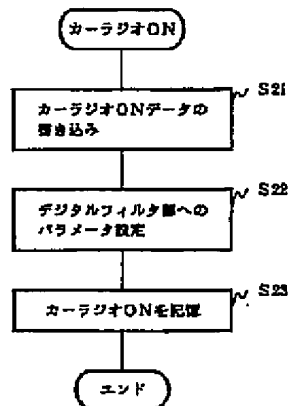 カーラジオON
カーラジオONデータの
書き込み
S21
デジタルフィルタ部への
パラメータ設定
S22
カーラジオONを記憶
S23
エンド